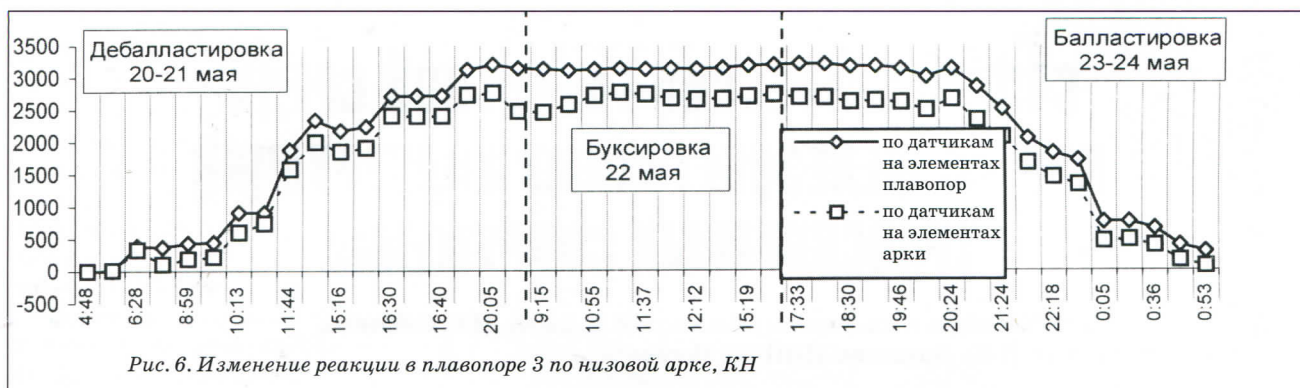 3500
3000
2500
2000
1500
1000
500
0
-500
Дебалластировка
20-21 мая
Буксировка
22 мая
Балластировка
23-24 мая
по датчикам
на элементах
плавопор
по датчикам
на элементах
арки
4:48
6:28
8:59
10:13
11:44
15:16
16:30
16:40
20:05
9:15
10:55
11:37
12:12
15:19
17:33
18:30
19:46
20:24
21:24
22:18
0:05
0:36
0:53
Рис. 6. Изменение реакции в плавопоре 3 по низовой арке, КН